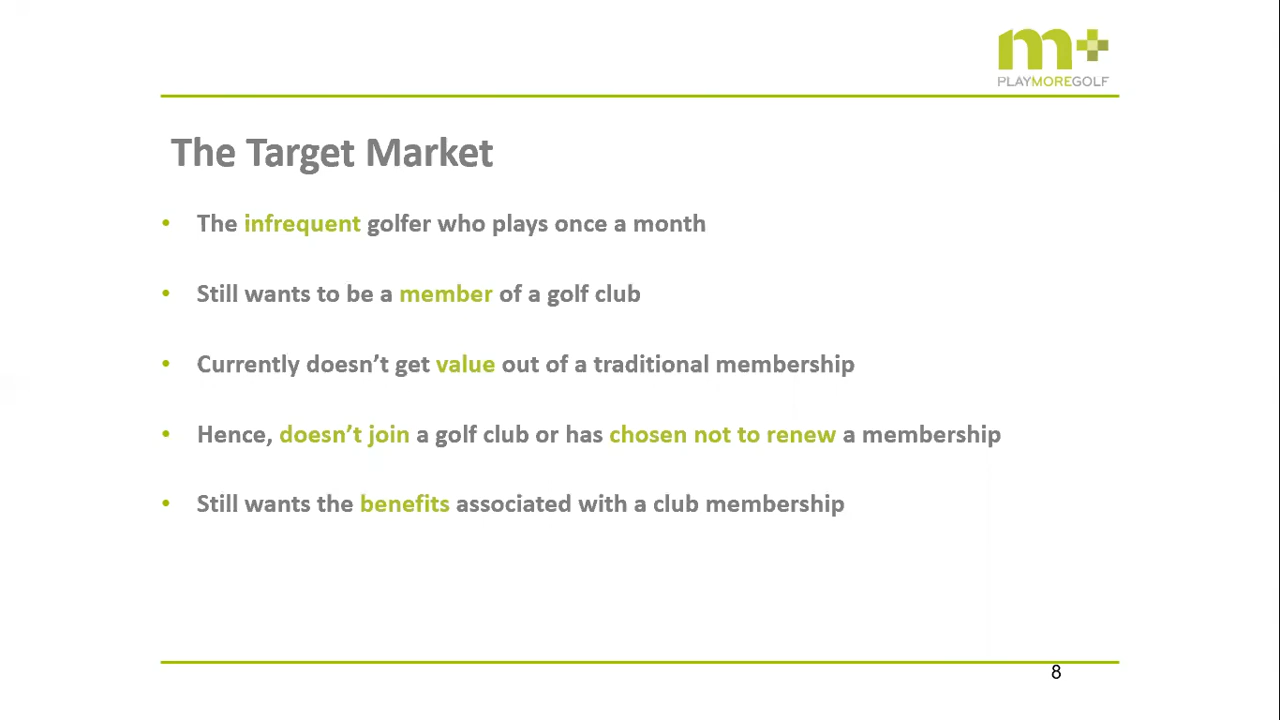 m+
PLAYMOREGOLF
The Target Market
• The infrequent golfer who plays once a month
• Still wants to be a member of a golf club
• Currently doesn’t get value out of a traditional membership
• Hence, doesn’t join a golf club or has chosen not to renew a membership
• Still wants the benefits associated with a club membership
8